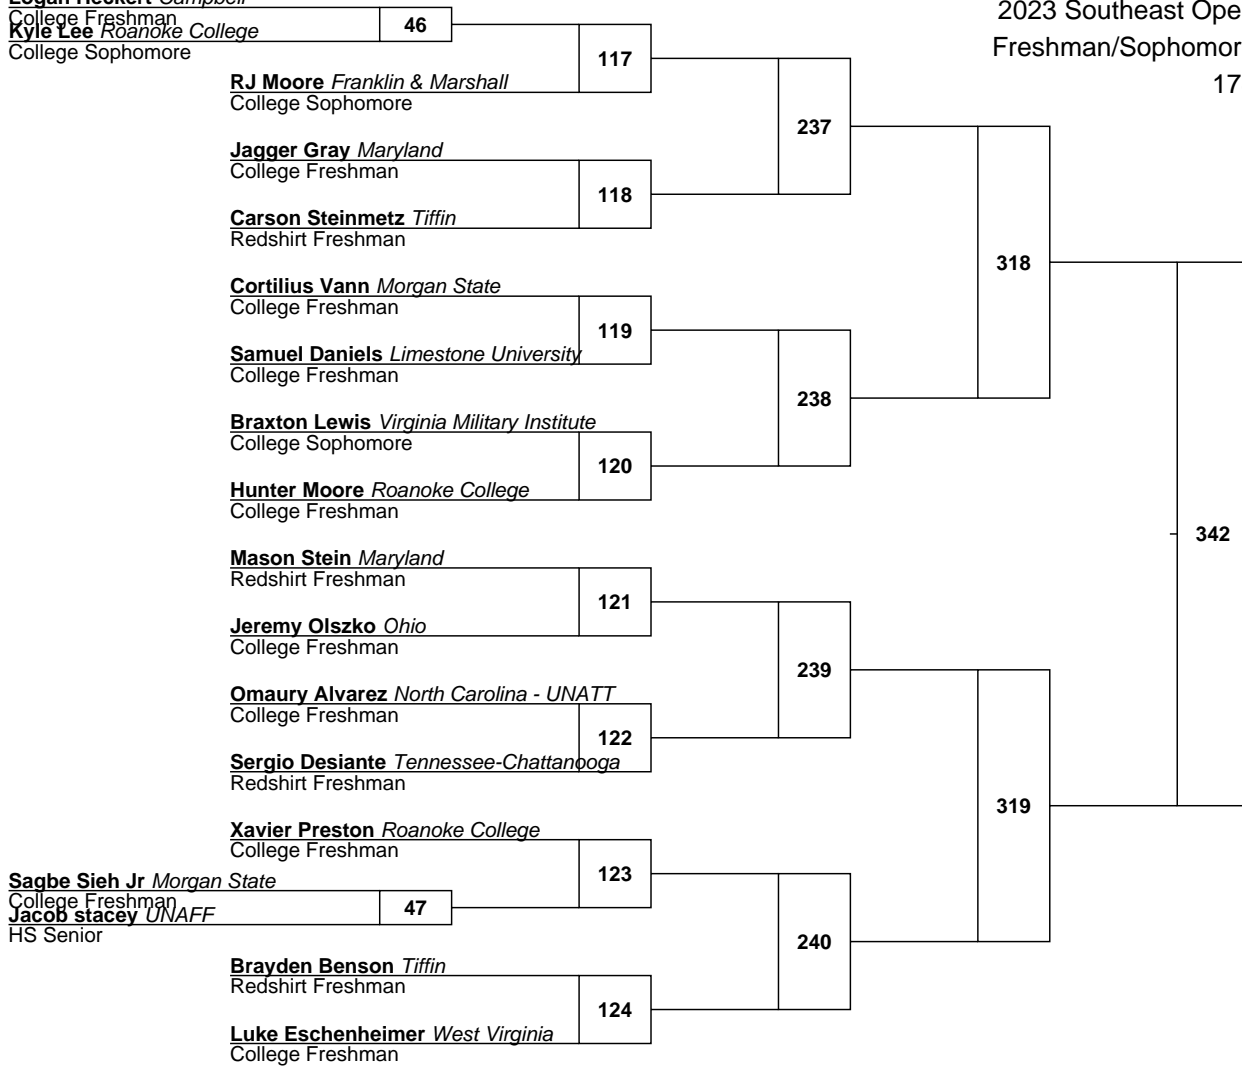 Logan Heckert Campbell
College Freshman
Kyle Lee Roanoke College
College Sophomore
46
2023 Southeast Ope
Freshman/Sophomor
17
117
RJ Moore Franklin & Marshall
College Sophomore
237
Jagger Gray Maryland
College Freshman
118
Carson Steinmetz Tiffin
Redshirt Freshman
318
Cortilius Vann Morgan State
College Freshman
119
Samuel Daniels Limestone University
College Freshman
238
Braxton Lewis Virginia Military Institute
College Sophomore
120
Hunter Moore Roanoke College
College Freshman
342
Mason Stein Maryland
Redshirt Freshman
121
Jeremy Olszko Ohio
College Freshman
239
Omaury Alvarez North Carolina - UNATT
College Freshman
122
Sergio Desiante Tennessee-Chattanooga
Redshirt Freshman
319
Xavier Preston Roanoke College
College Freshman
123
Sagbe Sieh Jr Morgan State
College Freshman
Jacob stacey UNAFF
HS Senior
47
240
Brayden Benson Tiffin
Redshirt Freshman
124
Luke Eschenheimer West Virginia
College Freshman